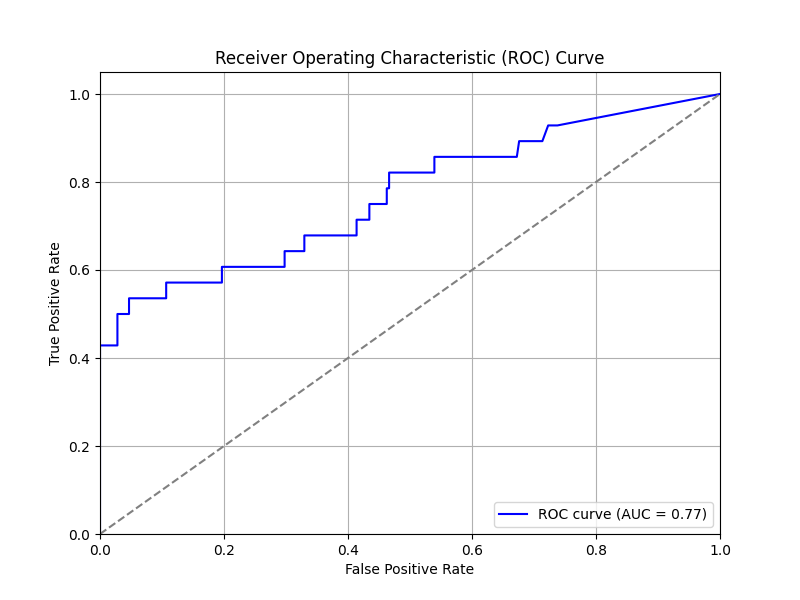 Receiver Operating Characteristic (ROC) Curve
1.0
0.8
0.6
0.4
0.2
0.0
True Positive Rate
ROC curve (AUC = 0.77)
0.0 0.2 0.4 0.6 0.8 1.0
False Positive Rate